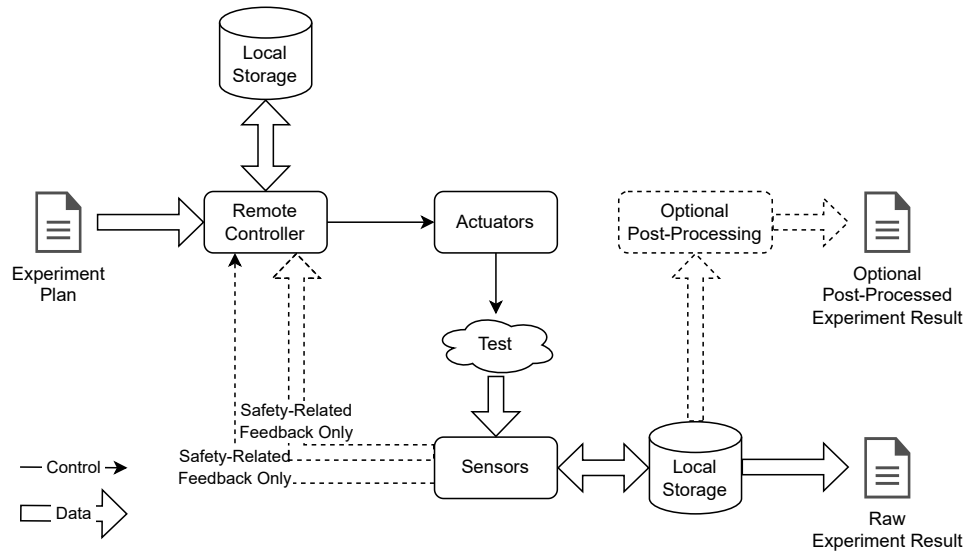 Local
Storage
Remote
Controller
Actuators
Optional
Post-Processing
Experiment
Plan
Optional
Post-Processed
Experiment Result
Test
Safety-Related
Feedback Only
Safety-Related
Feedback Only
Control
Data
Sensors
Local
Storage
Raw
Experiment Result